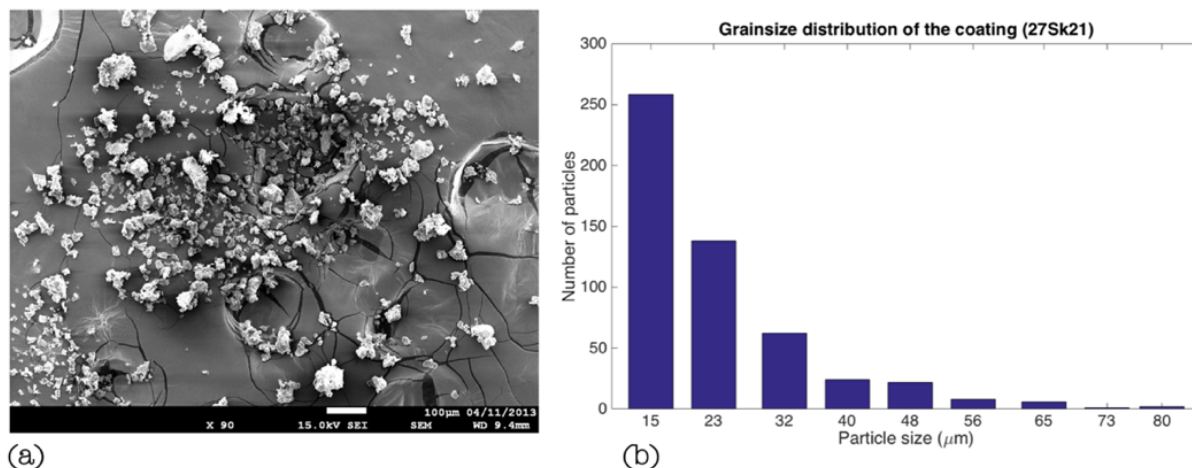 100µm 04/11/2013
X 90 15.0kV SEI SEM WD 9.4mm
(a)
Grainsize distribution of the coating (27Sk21)
Number of particles
300
250
200
150
100
50
0
15 23 32 40 48 56 65 73 80
Particle size (µm)
(b)